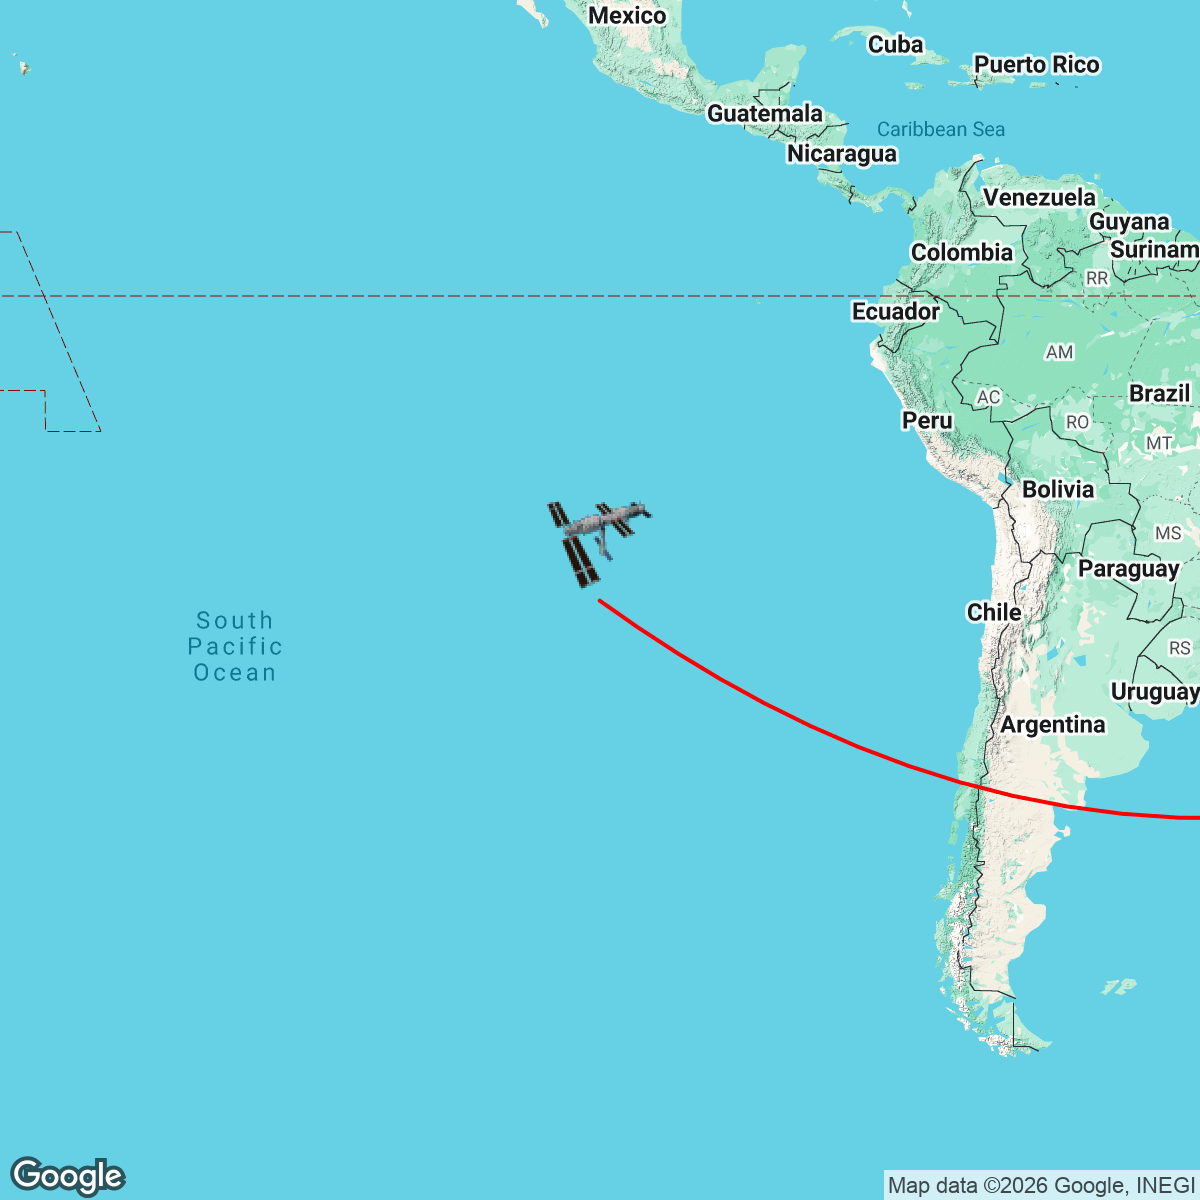 Mexico
Cuba
Puerto Rico
Guatemala
Caribbean Sea
Nicaragua
Venezuela
Guyana
Surinam
Colombia
RR
Ecuador
AM
Brazil
AC
Peru
RO
MT
Bolivia
MS
Paraguay
Chile
South
Pacific
Ocean
RS
Uruguay
Argentina
Google
Map data ©2026 Google, INEGI